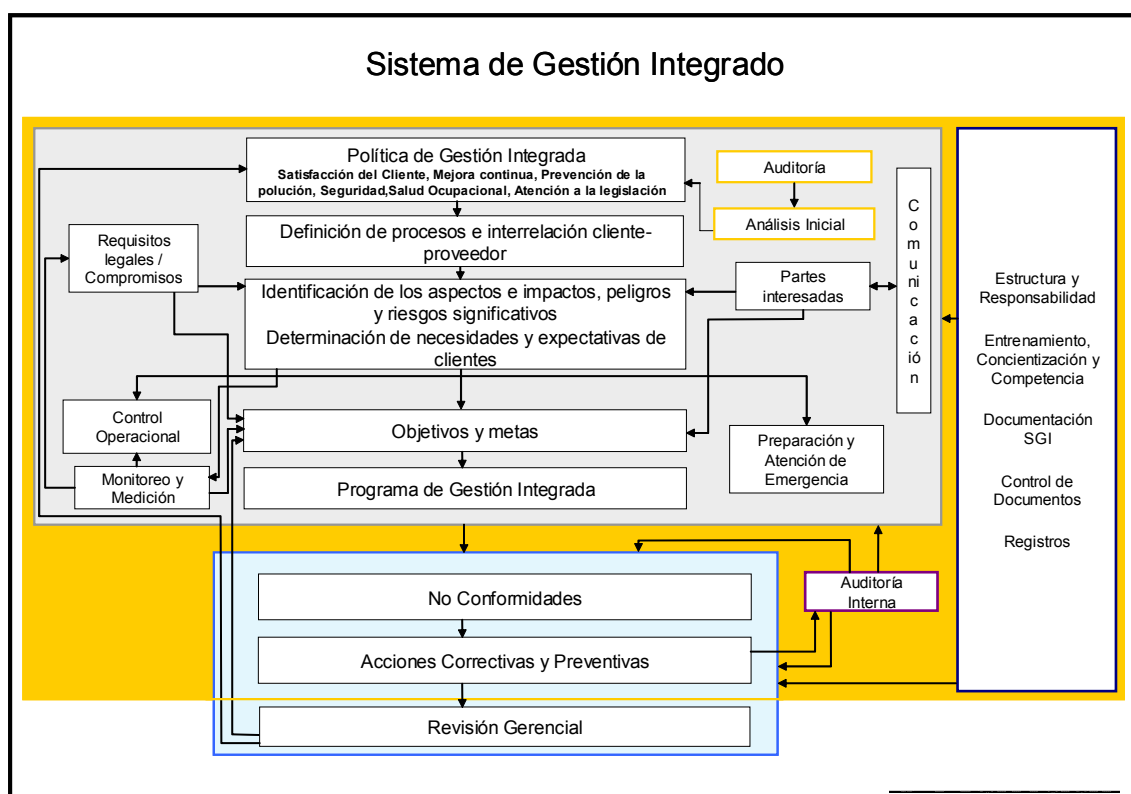 Sistema de Gestión Integrado
Política de Gestión Integrada
Satisfacción del Cliente, Mejora continua, Prevención de la
polución, Seguridad,Salud Ocupacional, Atención a la legislación
Auditoría
Análisis Inicial
Comunicación
Definición de procesos e interrelación cliente-
proveedor
Requisitos
legales /
Compromisos
Identificación de los aspectos e impactos, peligros
y riesgos significativos
Determinación de necesidades y expectativas de
clientes
Partes
interesadas
Control
Operacional
Objetivos y metas
Preparación y
Atención de
Emergencia
Monitoreo y
Medición
Programa de Gestión Integrada
Estructura y
Responsabilidad
Entrenamiento,
Concientización y
Competencia
Documentación
SGI
Control de
Documentos
Registros
No Conformidades
Auditoría
Interna
Acciones Correctivas y Preventivas
Revisión Gerencial